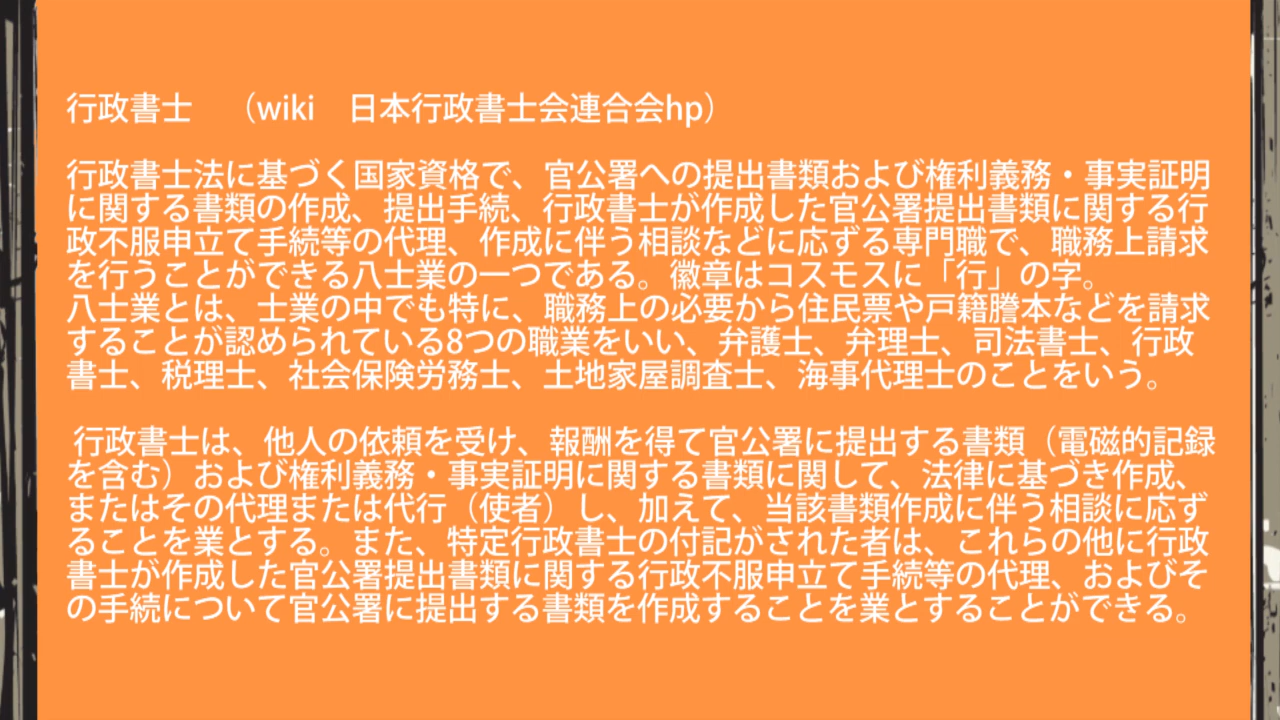 行政書士　（wiki　日本行政書士会連合会hp）
行政書士法に基づく国家資格で、官公署への提出書類および権利義務・事実証明
に関する書類の作成、提出手続、行政書士が作成した官公署提出書類に関する行
政不服申立て手続等の代理、作成に伴う相談などに応ずる専門職で、職務上請求
を行うことができる八士業の一つである。徽章はコスモスに「行」の字。
八士業とは、士業の中でも特に、職務上の必要から住民票や戸籍謄本などを請求
することが認められている8つの職業をいい、弁護士、弁理士、司法書士、行政
書士、税理士、社会保険労務士、土地家屋調査士、海事代理士のことをいう。
行政書士は、他人の依頼を受け、報酬を得て官公署に提出する書類（電磁的記録
を含む）および権利義務・事実証明に関する書類に関して、法律に基づき作成、
またはその代理または代行（使者）し、加えて、当該書類作成に伴う相談に応ず
ることを業とする。また、特定行政書士の付記がされた者は、これらの他に行政
書士が作成した官公署提出書類に関する行政不服申立て手続等の代理、およびそ
の手続について官公署に提出する書類を作成することを業とすることができる。